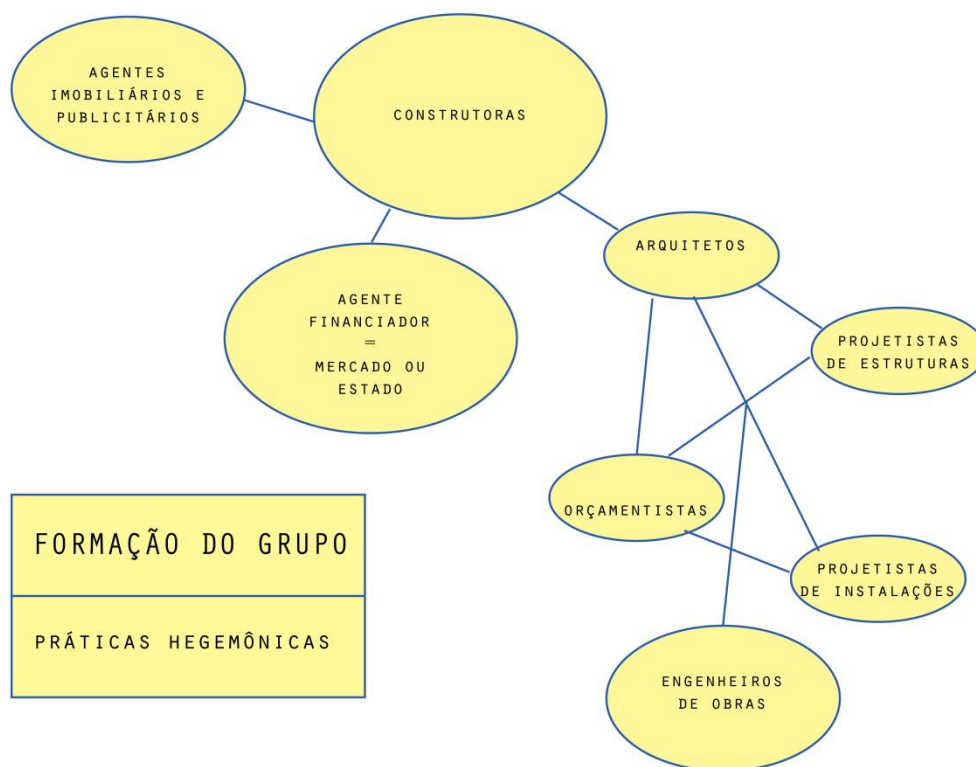 AGENTES
IMOBILIÁRIOS E
PUBLICITÁRIOS
CONSTRUTORAS
ARQUITETOS
AGENTE
FINANCIADOR
=
MERCADO OU
ESTADO
PROJETISTAS
DE ESTRUTURAS
ORÇAMENTISTAS
PROJETISTAS
DE INSTALAÇÕES
ENGENHEIROS
DE OBRAS
FORMAÇÃO DO GRUPO
PRÁTICAS HEGEMÔNICAS